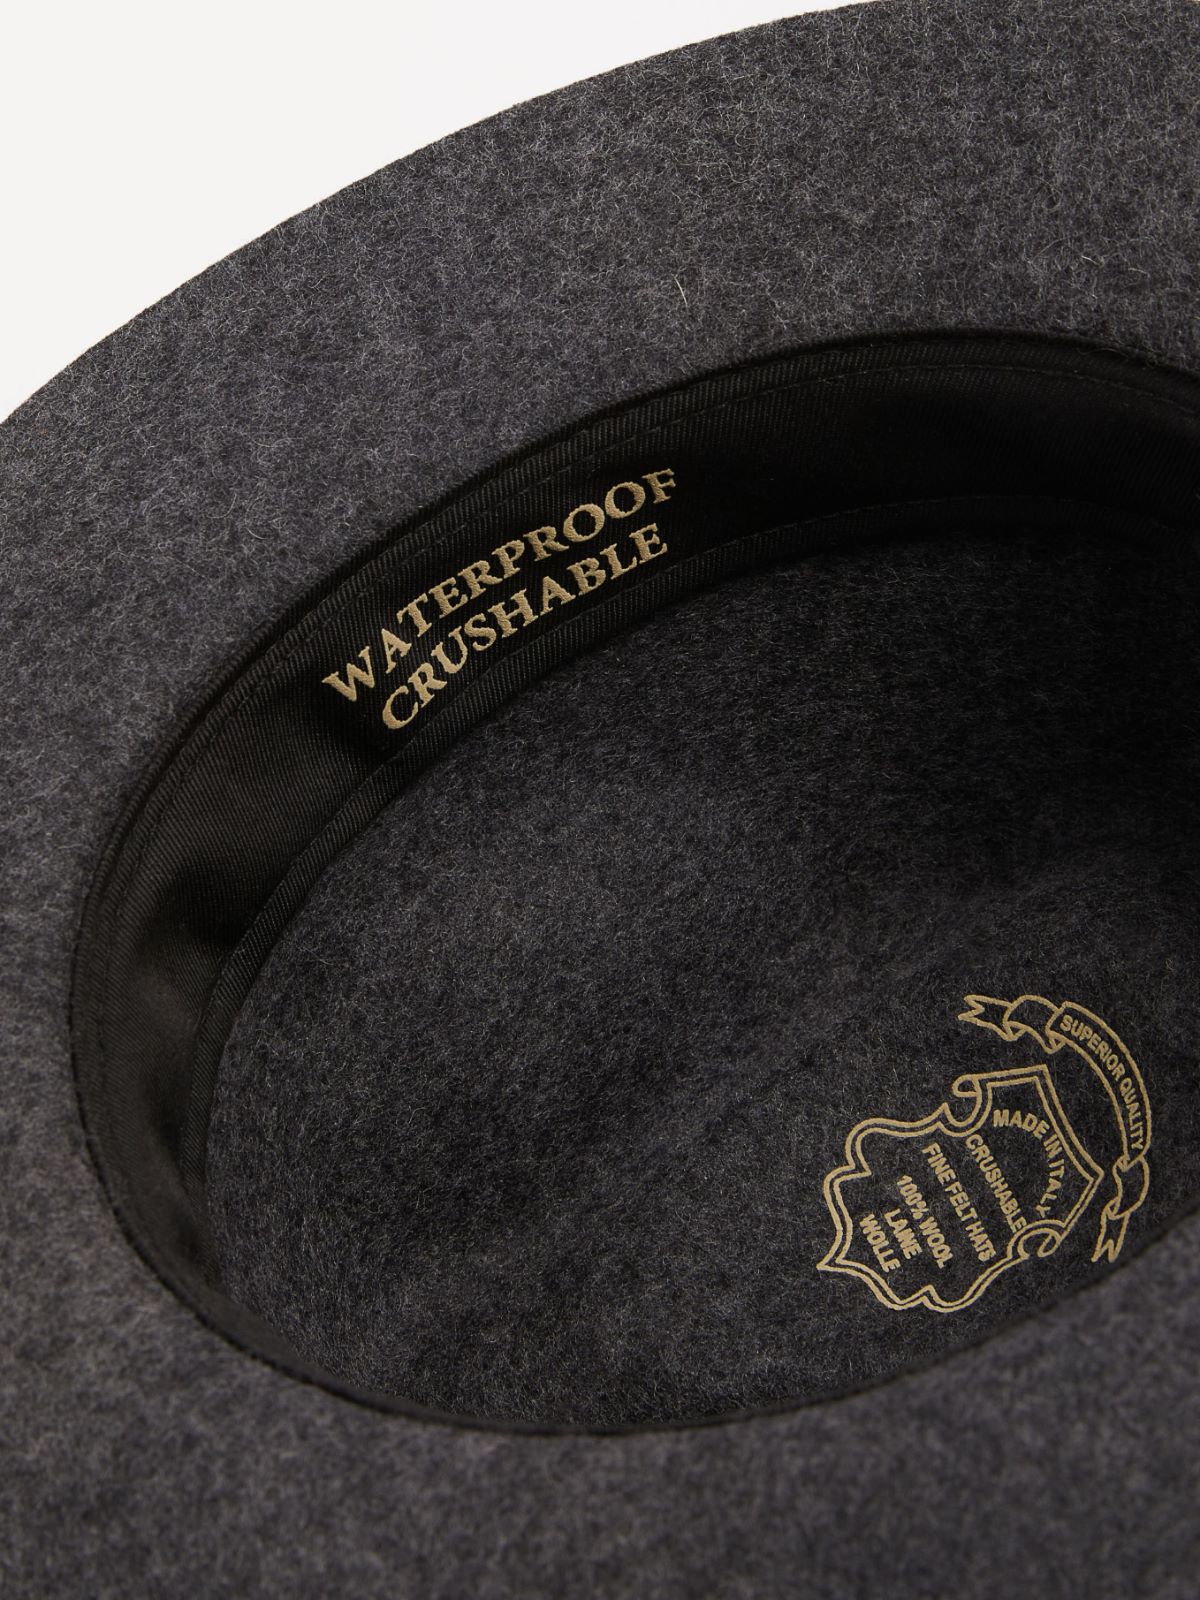 WATERPROOF
CRUSHABLE
SUPERIOR QUALITY
MADE IN ITALY
CRUSHABLE
FINE FELT HATS
100% WOOL
LAINE
WOLLE